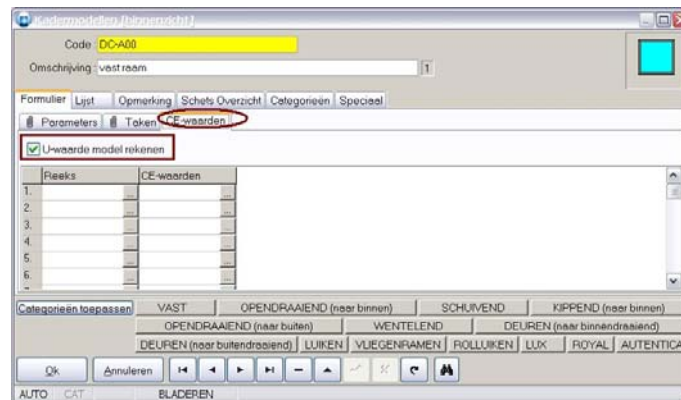 Kadermodellen [binnenzicht]
Code : DC-A00
Omschrijving : vast raam 1
Formulier Lijst Opmerking Schets Overzicht Categorieën Speciaal
Parameters Taken CE-waarden
U-waarde model rekenen
Reeks CE-waarden
1. ... ...
2. ... ...
3. ... ...
4. ... ...
5. ... ...
6. ... ...
Categorieën toepassen VAST OPENDRAAIEND (naar binnen) SCHUIVEND KIPPEND (naar binnen)
OPENDRAAIEND (naar buiten) WENTELEND DEUREN (naar binnendraaiend)
DEUREN (naar buitendraaiend) LUIKEN VLIEGENRAMEN ROLLUIKEN LUX ROYAL AUTENTICA
Ok Annuleren
AUTO CAT BLADEREN